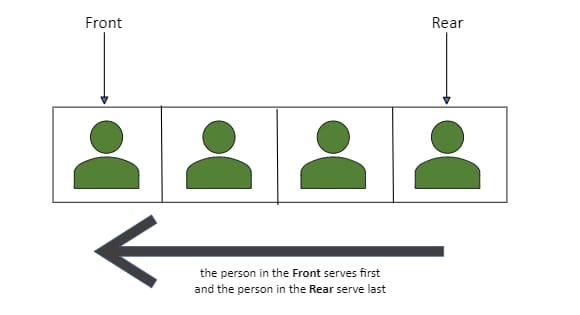 Front
Rear
the person in the Front serves first
and the person in the Rear serve last